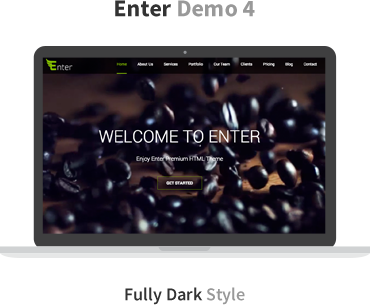 Enter Demo 4
Enter
Home About Us Services Portfolio Our Team Clients Pricing Blog Contact
WELCOME TO ENTER
Enjoy Enter Premium HTML Theme
GET STARTED
Fully Dark Style